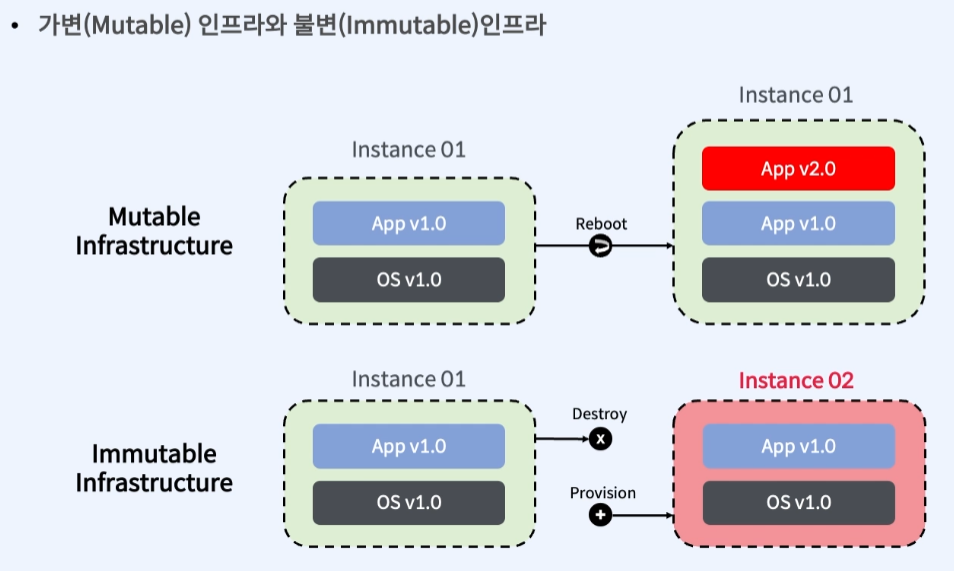 • 가변(Mutable) 인프라와 불변(Immutable)인프라
Instance 01
Instance 01
Mutable
Infrastructure
App v1.0
OS v1.0
Reboot
App v2.0
App v1.0
OS v1.0
Instance 01
Instance 02
Immutable
Infrastructure
App v1.0
OS v1.0
Destroy
X
Provision
+
App v1.0
OS v1.0